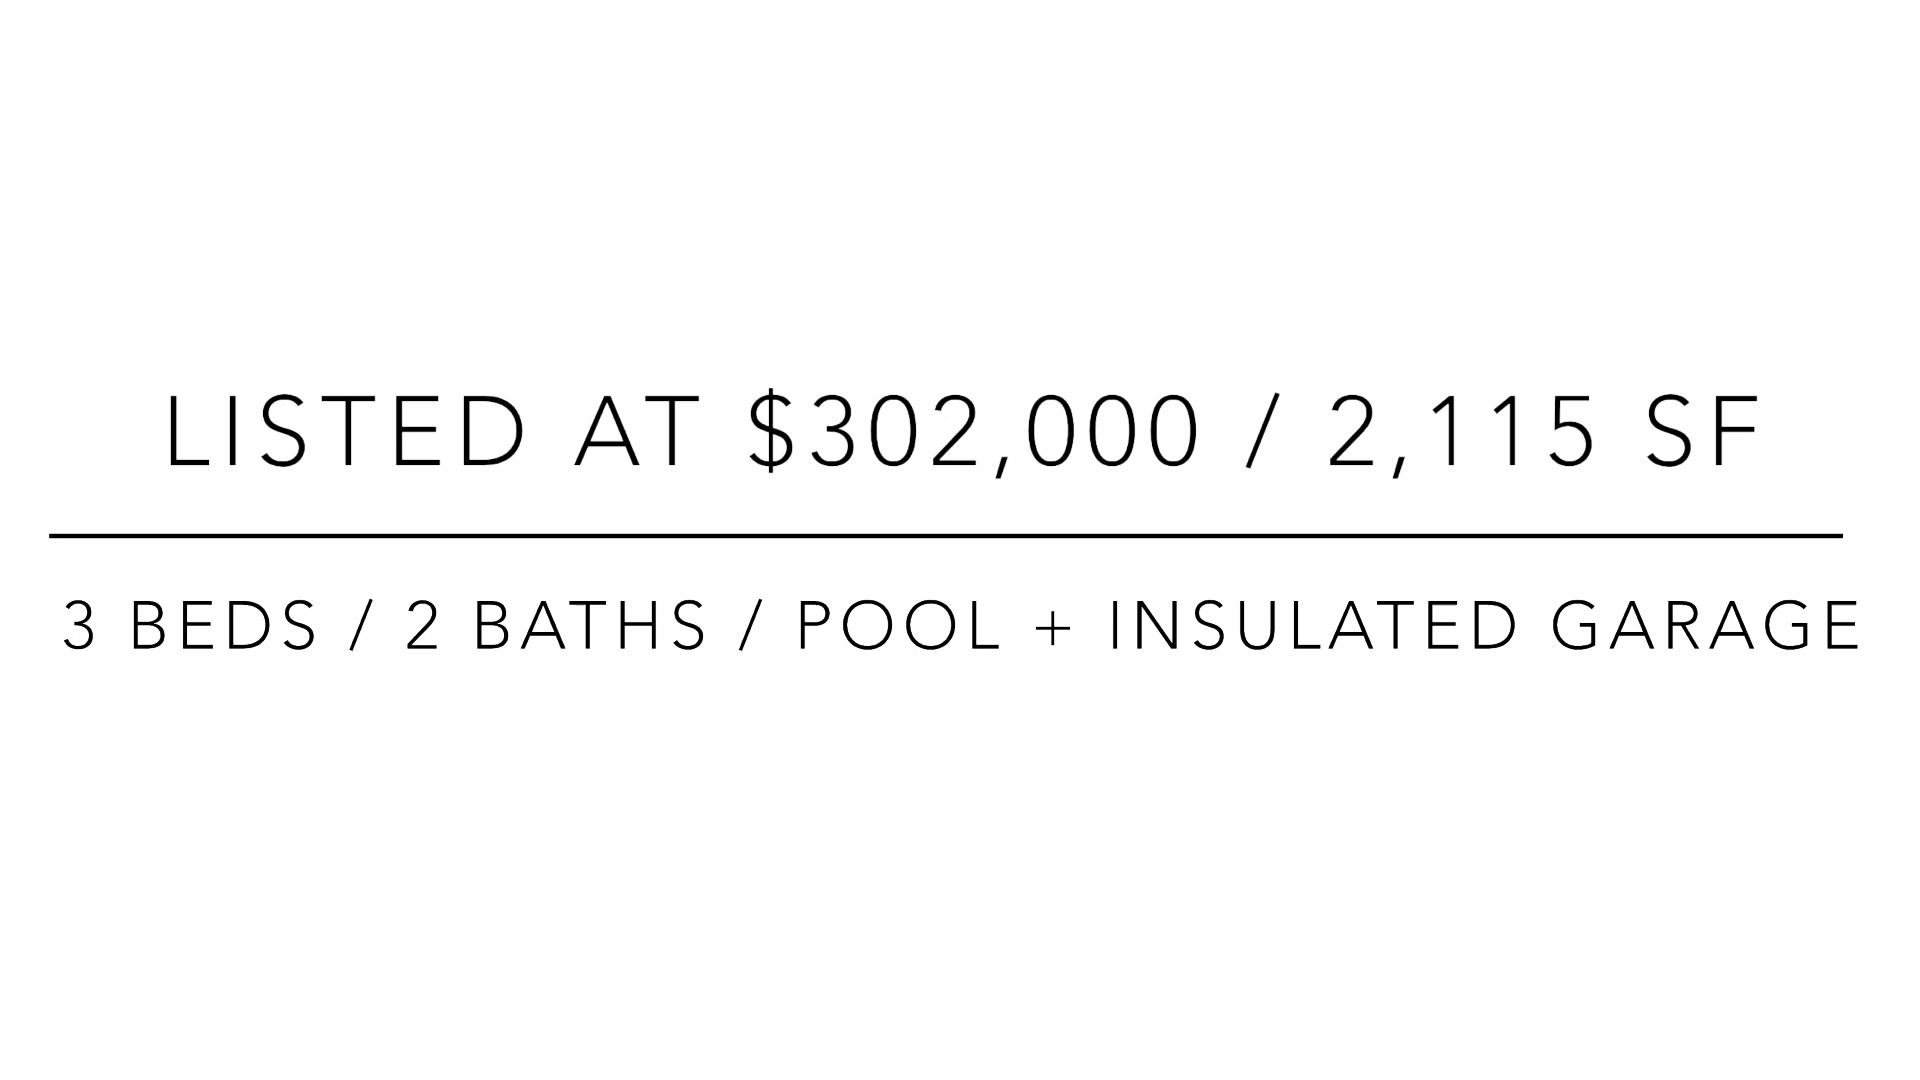 LISTED AT $302,000 / 2,115 SF
3 BEDS / 2 BATHS / POOL + INSULATED GARAGE